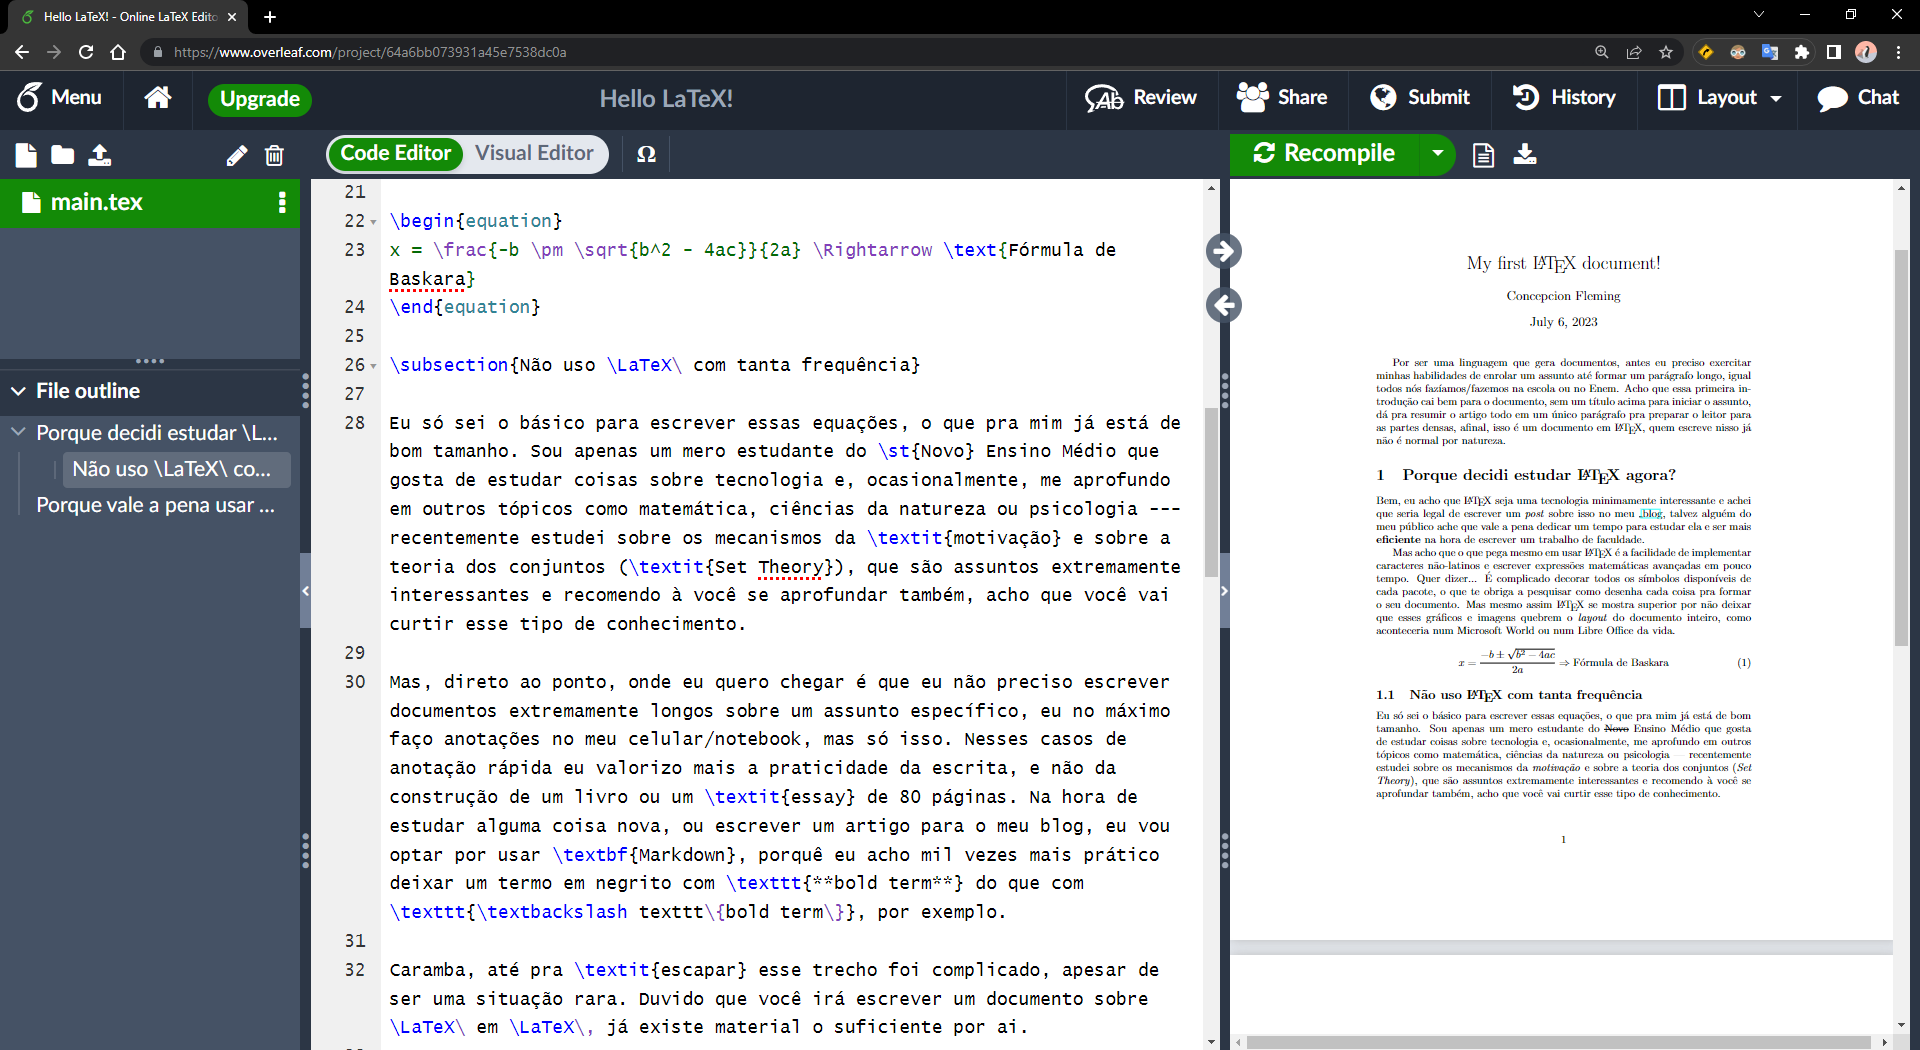 Hello LaTeX! - Online LaTeX Edito
https://www.overleaf.com/project/64a6bb073931a45e7538dc0a
Menu
Upgrade
Hello LaTeX!
Review
Share
Submit
History
Layout
Chat
Code Editor
Visual Editor
Ω
Recompile
main.tex
File outline
Porque decidi estudar \L...
Não uso \LaTeX\ co...
Porque vale a pena usar ...
21
22 \begin{equation}
23 x = \frac{-b \pm \sqrt{b^2 - 4ac}}{2a} \Rightarrow \text{Fórmula de
Baskara}
24 \end{equation}
25
26 \subsection{Não uso \LaTeX\ com tanta frequência}
27
28 Eu só sei o básico para escrever essas equações, o que pra mim já está de
bom tamanho. Sou apenas um mero estudante do \st{Novo} Ensino Médio que
gosta de estudar coisas sobre tecnologia e, ocasionalmente, me aprofundo
em outros tópicos como matemática, ciências da natureza ou psicologia ---
recentemente estudei sobre os mecanismos da \textit{motivação} e sobre a
teoria dos conjuntos (\textit{Set Theory}), que são assuntos extremamente
interessantes e recomendo à você se aprofundar também, acho que você vai
curtir esse tipo de conhecimento.
29
30 Mas, direto ao ponto, onde eu quero chegar é que eu não preciso escrever
documentos extremamente longos sobre um assunto específico, eu no máximo
faço anotações no meu celular/notebook, mas só isso. Nesses casos de
anotação rápida eu valorizo mais a praticidade da escrita, e não da
construção de um livro ou um \textit{essay} de 80 páginas. Na hora de
estudar alguma coisa nova, ou escrever um artigo para o meu blog, eu vou
optar por usar \textbf{Markdown}, porquê eu acho mil vezes mais prático
deixar um termo em negrito com \texttt{**bold term**} do que com
\texttt{\textbackslash texttt\{bold term\}}, por exemplo.
31
32 Caramba, até pra \textit{escapar} esse trecho foi complicado, apesar de
ser uma situação rara. Duvido que você irá escrever um documento sobre
\LaTeX\ em \LaTeX\, já existe material o suficiente por ai.
My first LATEX document!
Concepcion Fleming
July 6, 2023
Por ser uma linguagem que gera documentos, antes eu preciso exercitar
minhas habilidades de enrolar um assunto até formar um parágrafo longo, igual
todos nós fazíamos/fazemos na escola ou no Enem. Acho que essa primeira in-
trodução cai bem para o documento, sem um título acima para iniciar o assunto,
dá pra resumir o artigo todo em um único parágrafo pra preparar o leitor para
as partes densas, afinal, isso é um documento em LATEX, quem escreve nisso já
não é normal por natureza.
1 Porque decidi estudar LATEX agora?
Bem, eu acho que LATEX seja uma tecnologia minimamente interessante e achei
que seria legal de escrever um post sobre isso no meu blog, talvez alguém do
meu público ache que vale a pena dedicar um tempo para estudar ela e ser mais
eficiente na hora de escrever um trabalho de faculdade.
Mas acho que o que pega mesmo em usar LATEX é a facilidade de implementar
caracteres não-latinos e escrever expressões matemáticas avançadas em pouco
tempo. Quer dizer... É complicado decorar todos os símbolos disponíveis de
cada pacote, o que te obriga a pesquisar como desenha cada coisa pra formar
o seu documento. Mas mesmo assim LATEX se mostra superior por não deixar
que esses gráficos e imagens quebrem o layout do documento inteiro, como
aconteceria num Microsoft World ou num Libre Office da vida.
x = −b ± √b² − 4ac / 2a ⇒ Fórmula de Baskara (1)
1.1 Não uso LATEX com tanta frequência
Eu só sei o básico para escrever essas equações, o que pra mim já está de bom
tamanho. Sou apenas um mero estudante do Novo Ensino Médio que gosta
de estudar coisas sobre tecnologia e, ocasionalmente, me aprofundo em outros
tópicos como matemática, ciências da natureza ou psicologia — recentemente
estudei sobre os mecanismos da motivação e sobre a teoria dos conjuntos (Set
Theory), que são assuntos extremamente interessantes e recomendo à você se
aprofundar também, acho que você vai curtir esse tipo de conhecimento.
1